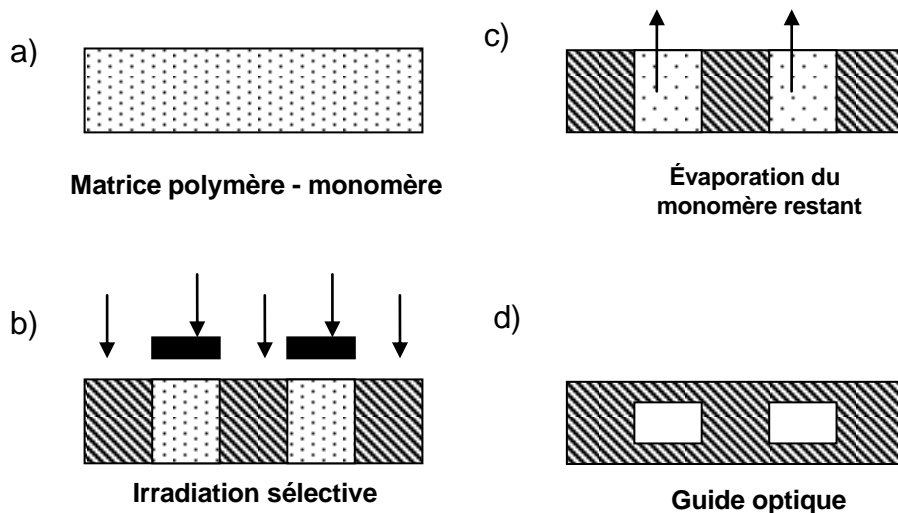 a)
Matrice polymère - monomère
b)
Irradiation sélective
c)
Évaporation du
monomère restant
d)
Guide optique